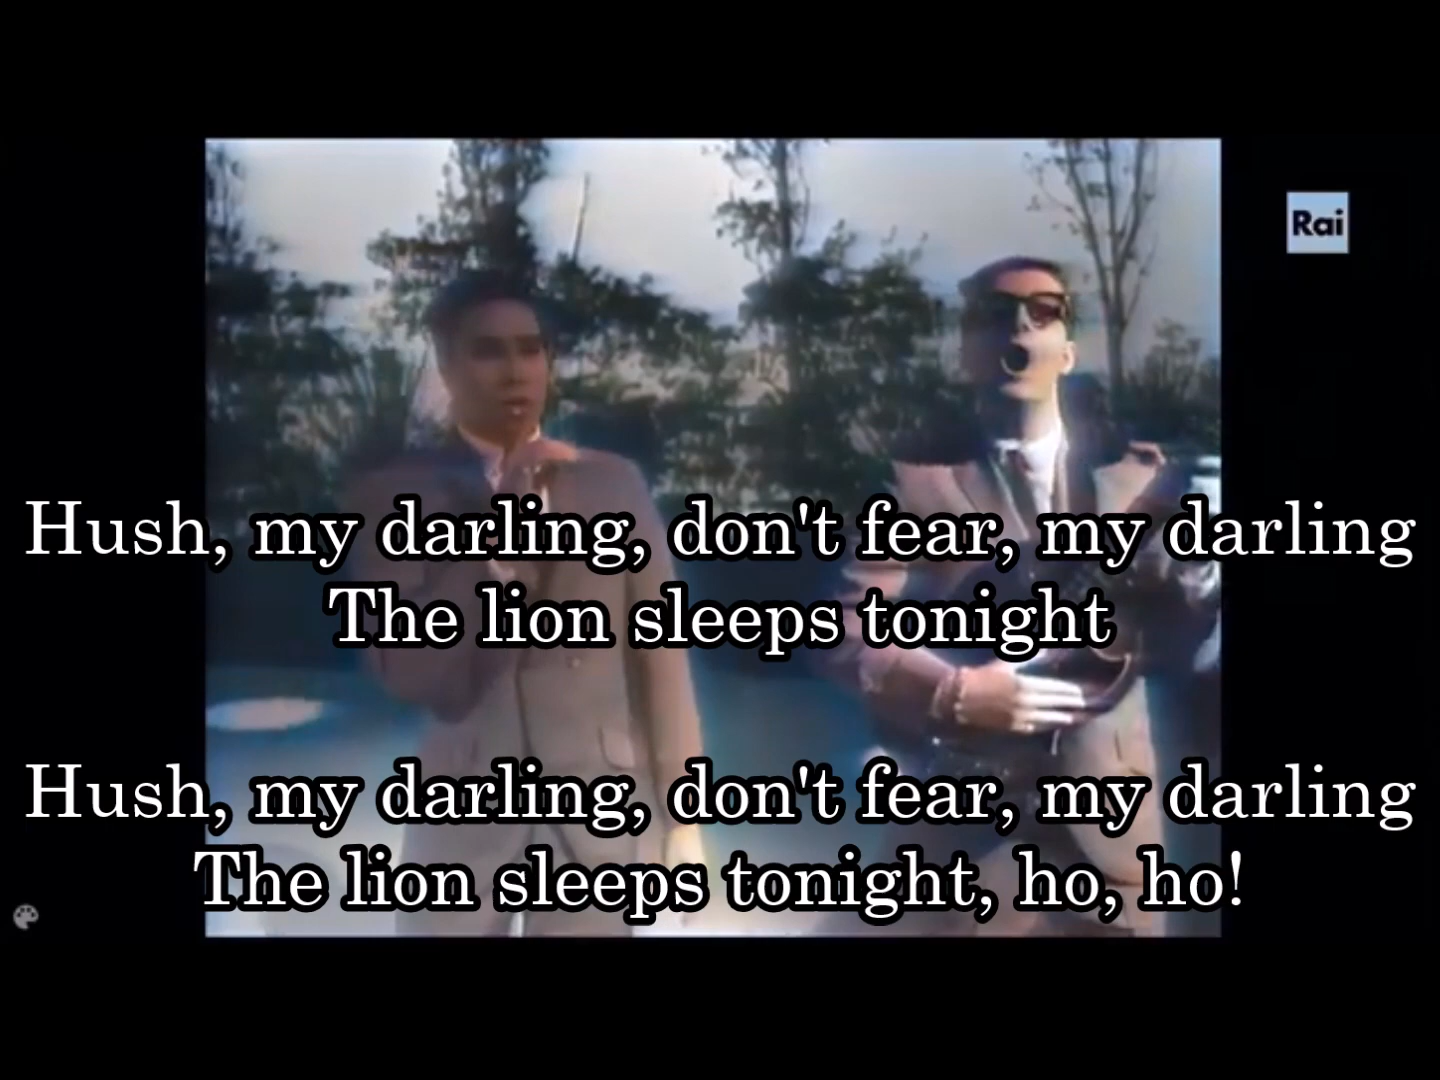 Rai
Hush, my darling, don't fear, my darling
The lion sleeps tonight
Hush, my darling, don't fear, my darling
The lion sleeps tonight, ho, ho!